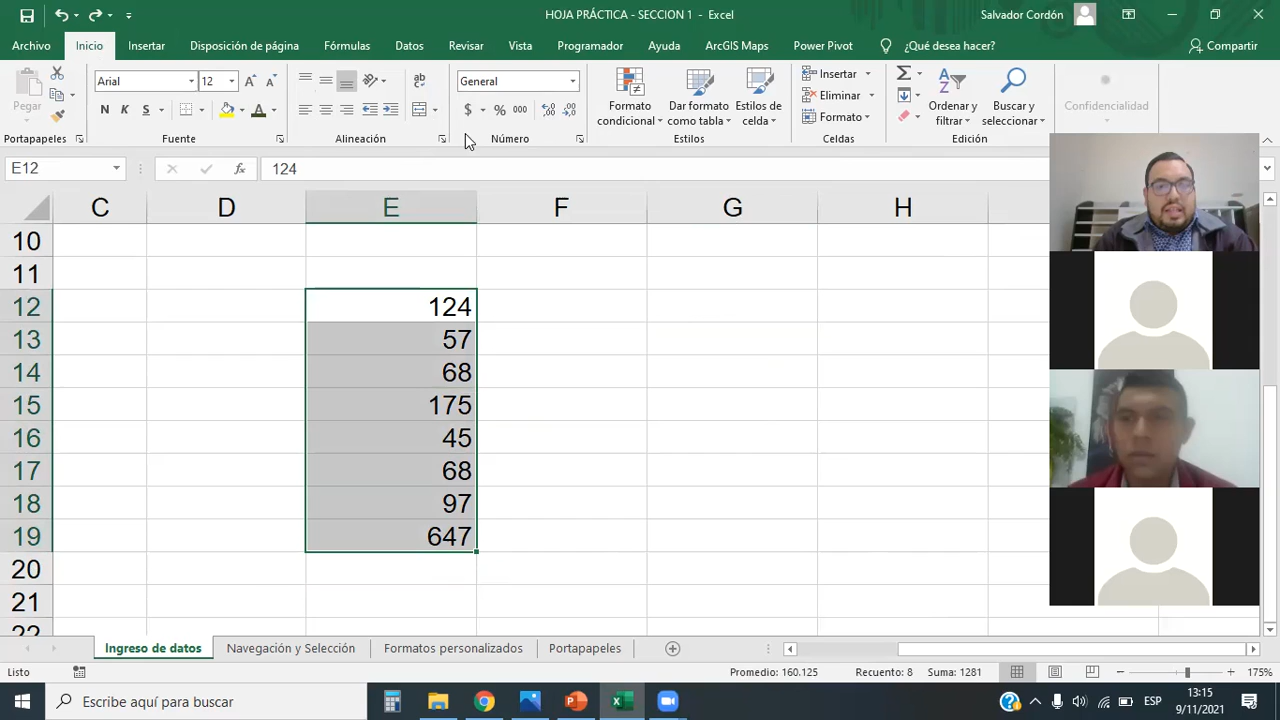 HOJA PRÁCTICA - SECCION 1 - Excel
Salvador Cordón
Archivo Inicio Insertar Disposición de página Fórmulas Datos Revisar Vista Programador Ayuda ArcGIS Maps Power Pivot ¿Qué desea hacer? Compartir
Pegar
Arial 12
N K S
General
$ % 000
Formato condicional
Dar formato como tabla
Estilos de celda
Insertar
Eliminar
Formato
Ordenar y filtrar
Buscar y seleccionar
Confidencialidad
Portapapeles Fuente Alineación Número Estilos Celdas Edición
E12 fx 124
C D E F G H
10
11
12 124
13 57
14 68
15 175
16 45
17 68
18 97
19 647
20
21
22
Ingreso de datos Navegación y Selección Formatos personalizados Portapapeles
Listo Promedio: 160.125 Recuento: 8 Suma: 1281 175%
Escribe aquí para buscar ESP 13:15
9/11/2021